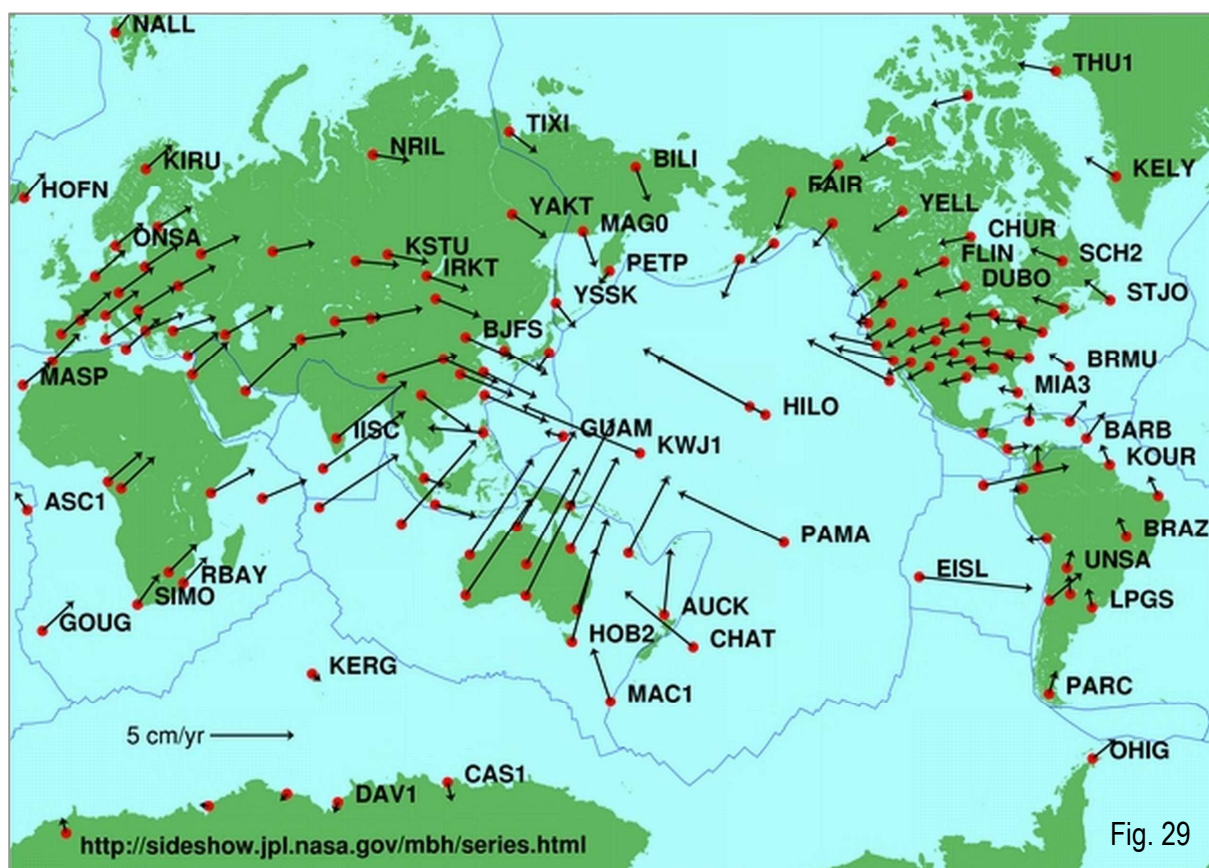 NALL
THU1
TIXI
NRIL
BILI
KIRU
KELY
HOFN
FAIR
YAKT
YELL
MAG0
ONSA
CHUR
KSTU
PETP
FLIN
SCH2
IRKT
DUBO
YSSK
STJO
BJFS
BRMU
MASP
MIA3
HILO
IISC
GUAM
BARB
KWJ1
KOUR
ASC1
BRAZ
PAMA
UNSA
EISL
RBAY
SIMO
LPGS
AUCK
GOUG
HOB2
CHAT
KERG
PARC
MAC1
5 cm/yr
OHIG
CAS1
DAV1
Fig. 29
http://sideshow.jpl.nasa.gov/mbh/series.html